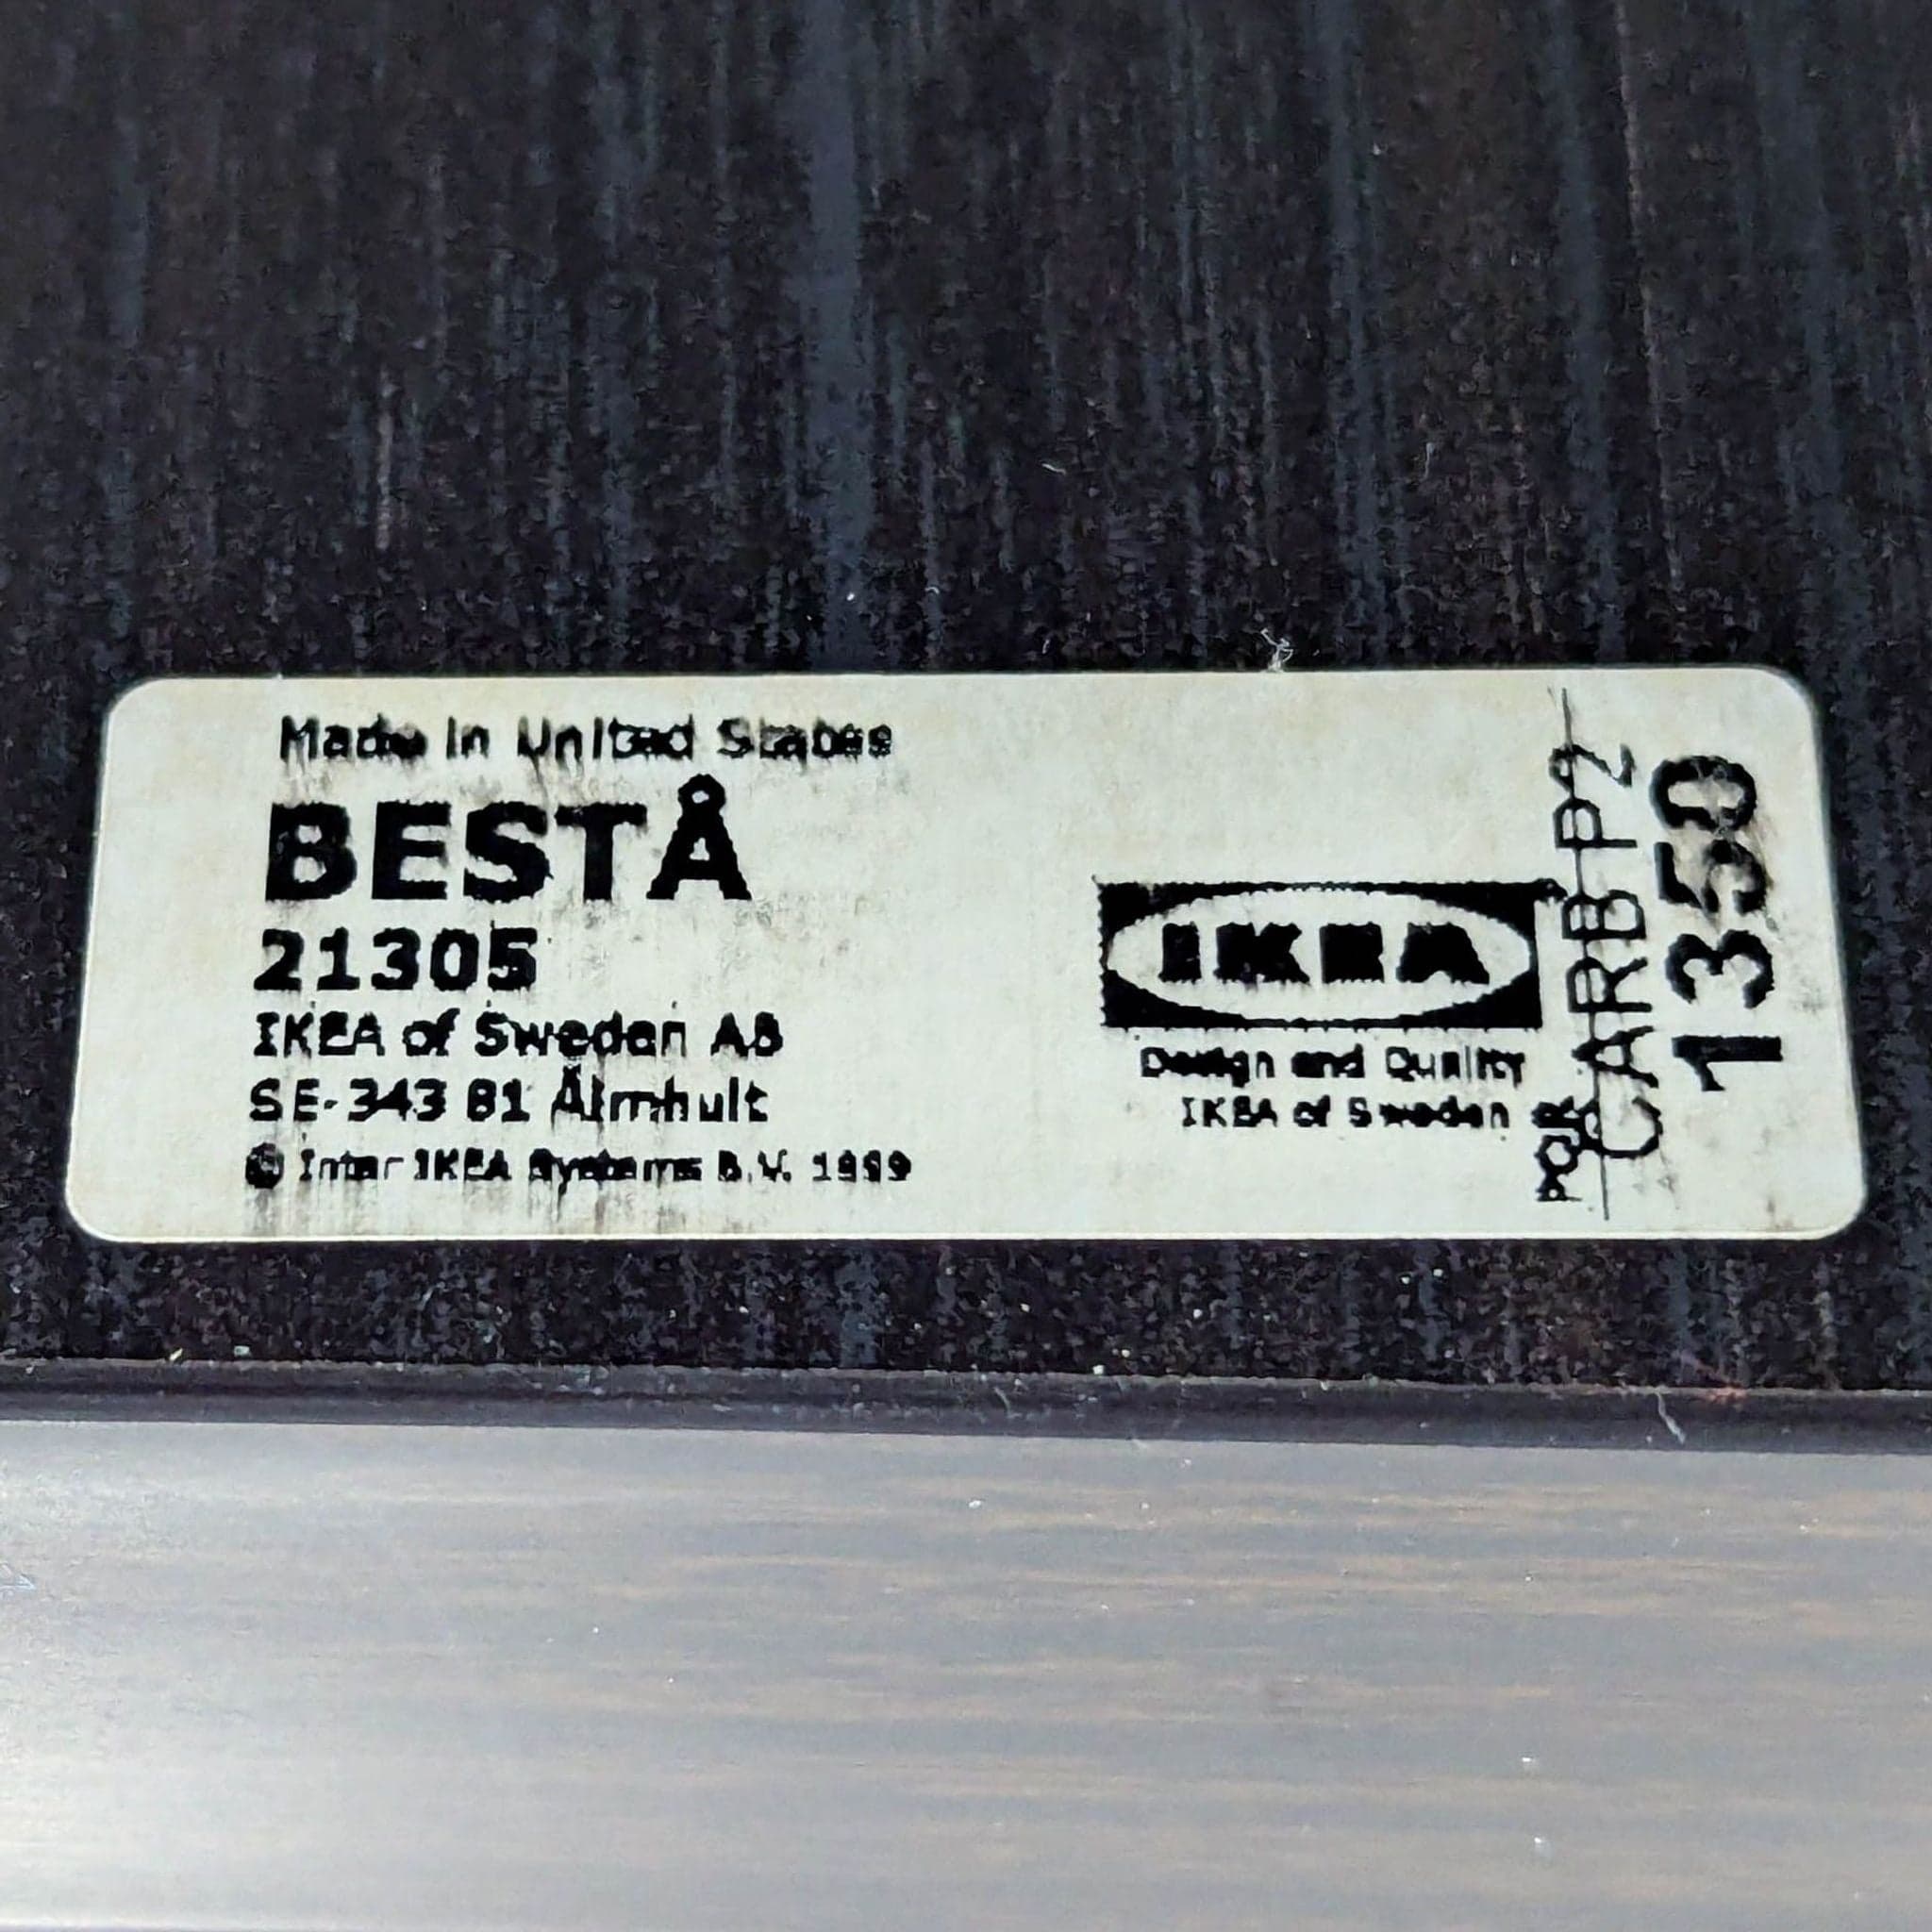 Made in United States
BESTÅ
21305
IKEA of Sweden AB
SE-343 81 Älmhult
© Inter IKEA Systems B.V. 1999
IKEA
Design and Quality
IKEA of Sweden
PQR
CARB P2
1350